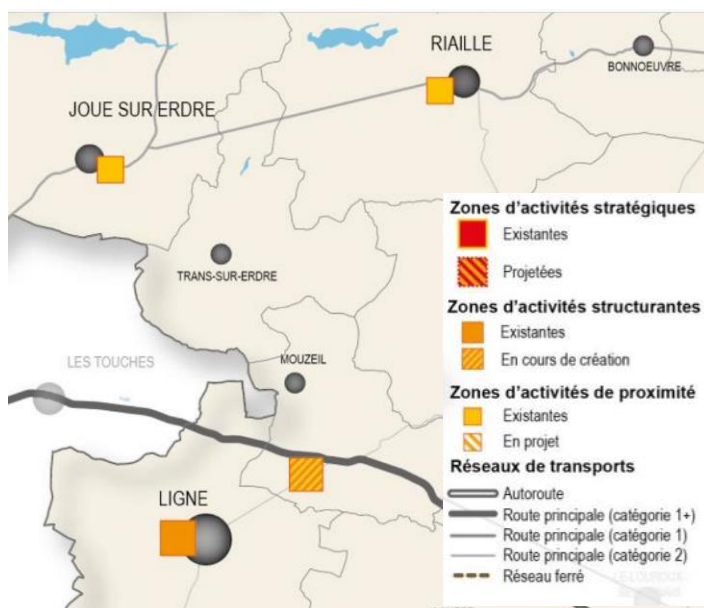 RIAILLE
BONNOEUVRE
JOUE SUR ERDRE
TRANS-SUR-ERDRE
LES TOUCHES
MOUZEIL
LIGNE
Zones d'activités stratégiques
Existantes
Projetées
Zones d'activités structurantes
Existantes
En cours de création
Zones d'activités de proximité
Existantes
En projet
Réseaux de transports
Autoroute
Route principale (catégorie 1+)
Route principale (catégorie 1)
Route principale (catégorie 2)
Réseau ferré
LE LOUROUX